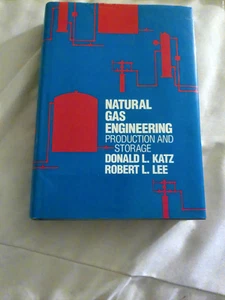 NATURAL
GAS
ENGINEERING
PRODUCTION AND
STORAGE
DONALD L. KATZ
ROBERT L. LEE